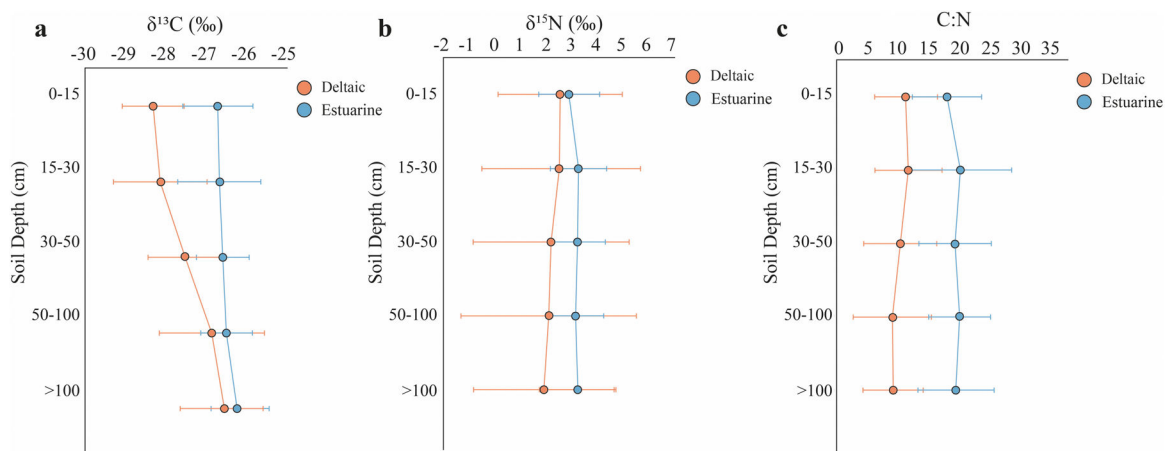 a
δ¹³C (‰)
-30 -29 -28 -27 -26 -25
Deltaic
Estuarine
Soil Depth (cm)
0-15
15-30
30-50
50-100
>100
b
δ¹⁵N (‰)
-2 -1 0 1 2 3 4 5 6 7
Deltaic
Estuarine
Soil Depth (cm)
0-15
15-30
30-50
50-100
>100
c
C:N
0 5 10 15 20 25 30 35
Deltaic
Estuarine
Soil Depth (cm)
0-15
15-30
30-50
50-100
>100